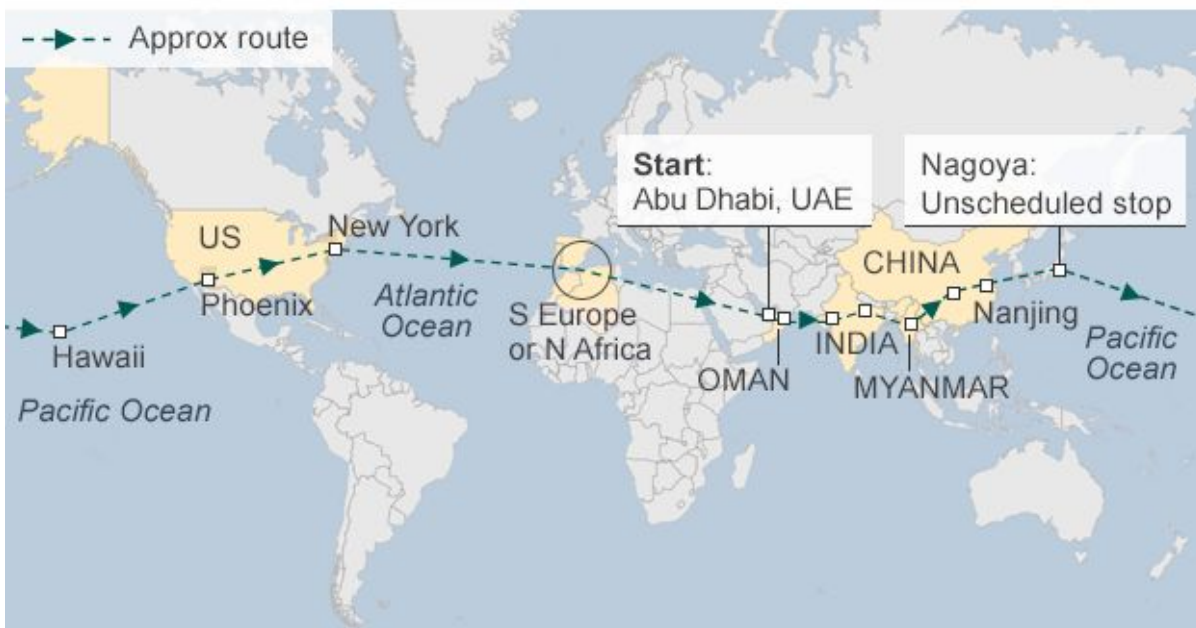 Approx route
Start:
Abu Dhabi, UAE
Nagoya:
Unscheduled stop
US
New York
Phoenix
Hawaii
Pacific Ocean
Atlantic
Ocean
S Europe
or N Africa
OMAN
INDIA
MYANMAR
CHINA
Nanjing
Pacific
Ocean